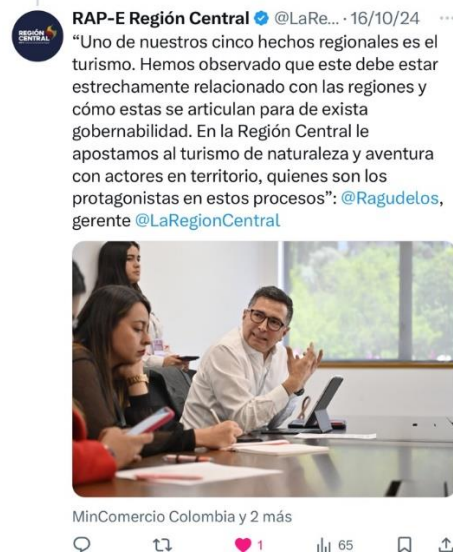 RAP-E Región Central @LaRe... · 16/10/24 ...
REGIÓN
CENTRAL
“Uno de nuestros cinco hechos regionales es el
turismo. Hemos observado que este debe estar
estrechamente relacionado con las regiones y
cómo estas se articulan para de exista
gobernabilidad. En la Región Central le
apostamos al turismo de naturaleza y aventura
con actores en territorio, quienes son los
protagonistas en estos procesos”: @Ragudelos,
gerente @LaRegionCentral
MinComercio Colombia y 2 más
1 65